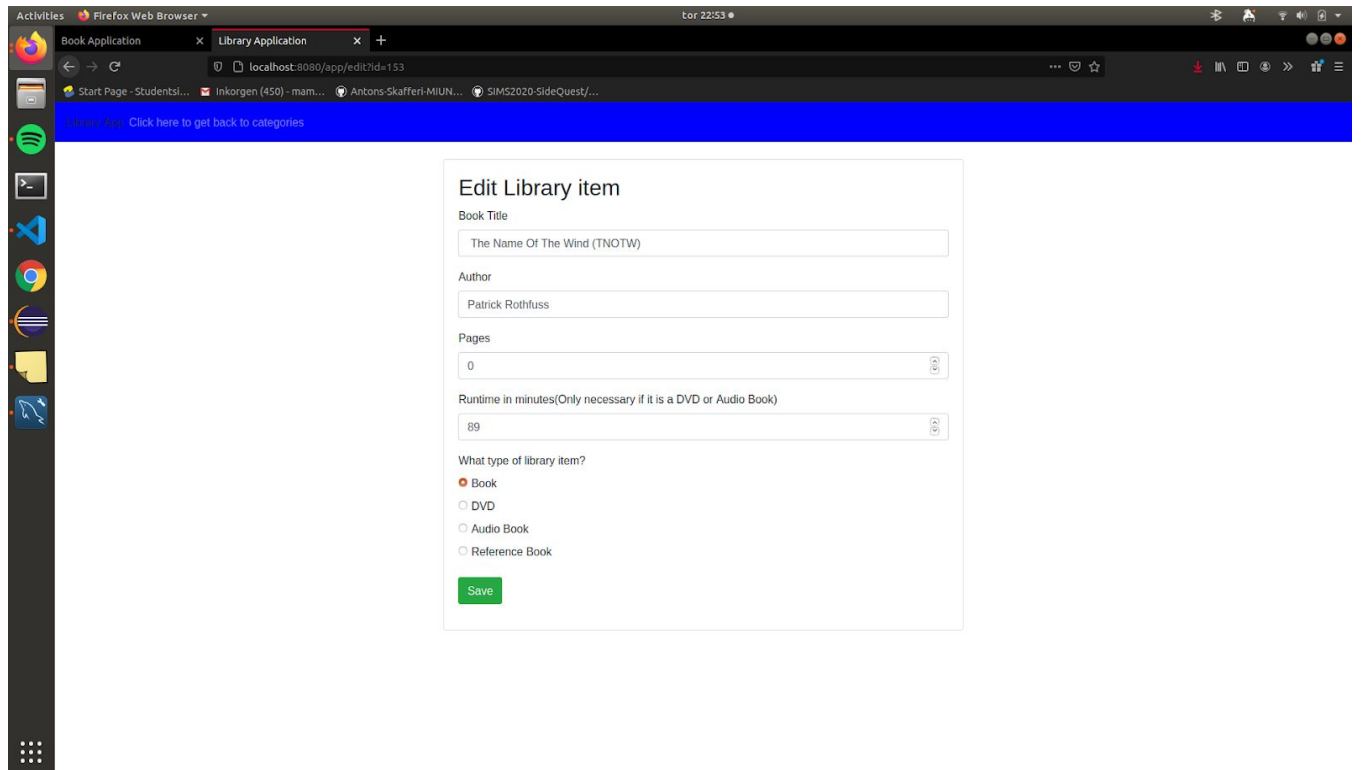 Activities Firefox Web Browser tor 22:53
Book Application Library Application
localhost:8080/app/edit?id=153
Start Page - Studentsi... Inkorgen (450) - mam... Antons-Skafferi-MIUN... SIMS2020-SideQuest/...
Library App Click here to get back to categories
Edit Library item
Book Title
The Name Of The Wind (TNOTW)
Author
Patrick Rothfuss
Pages
0
Runtime in minutes(Only necessary if it is a DVD or Audio Book)
89
What type of library item?
Book
DVD
Audio Book
Reference Book
Save